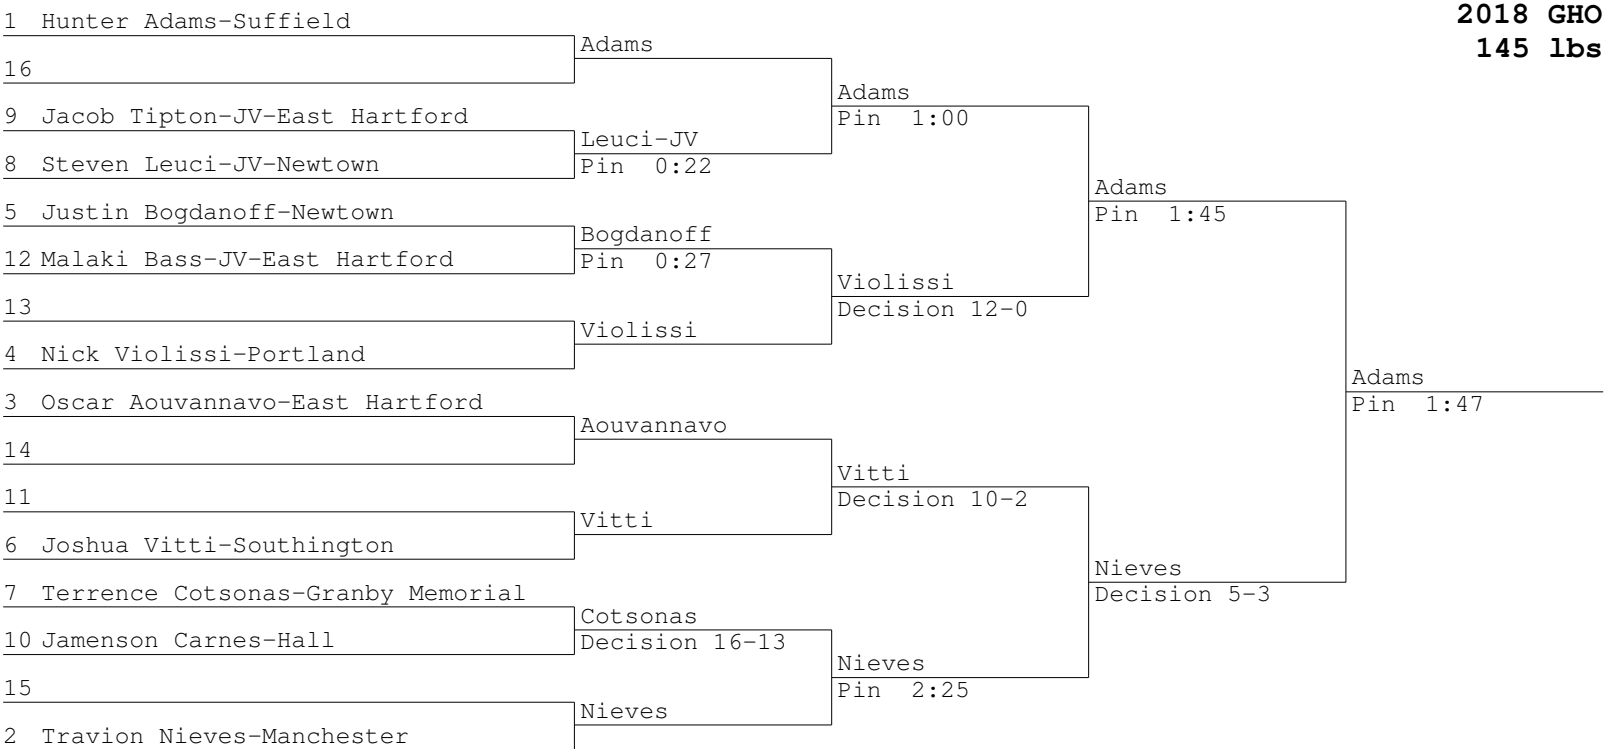 2018 GHO
145 lbs
1 Hunter Adams-Suffield
Adams
16
Adams
9 Jacob Tipton-JV-East Hartford
Pin 1:00
Leuci-JV
8 Steven Leuci-JV-Newtown
Pin 0:22
Adams
5 Justin Bogdanoff-Newtown
Pin 1:45
Bogdanoff
12 Malaki Bass-JV-East Hartford
Pin 0:27
Violissi
13
Decision 12-0
Violissi
4 Nick Violissi-Portland
Adams
3 Oscar Aouvannavo-East Hartford
Pin 1:47
Aouvannavo
14
Vitti
11
Decision 10-2
Vitti
6 Joshua Vitti-Southington
Nieves
7 Terrence Cotsonas-Granby Memorial
Decision 5-3
Cotsonas
10 Jamenson Carnes-Hall
Decision 16-13
Nieves
15
Pin 2:25
Nieves
2 Travion Nieves-Manchester